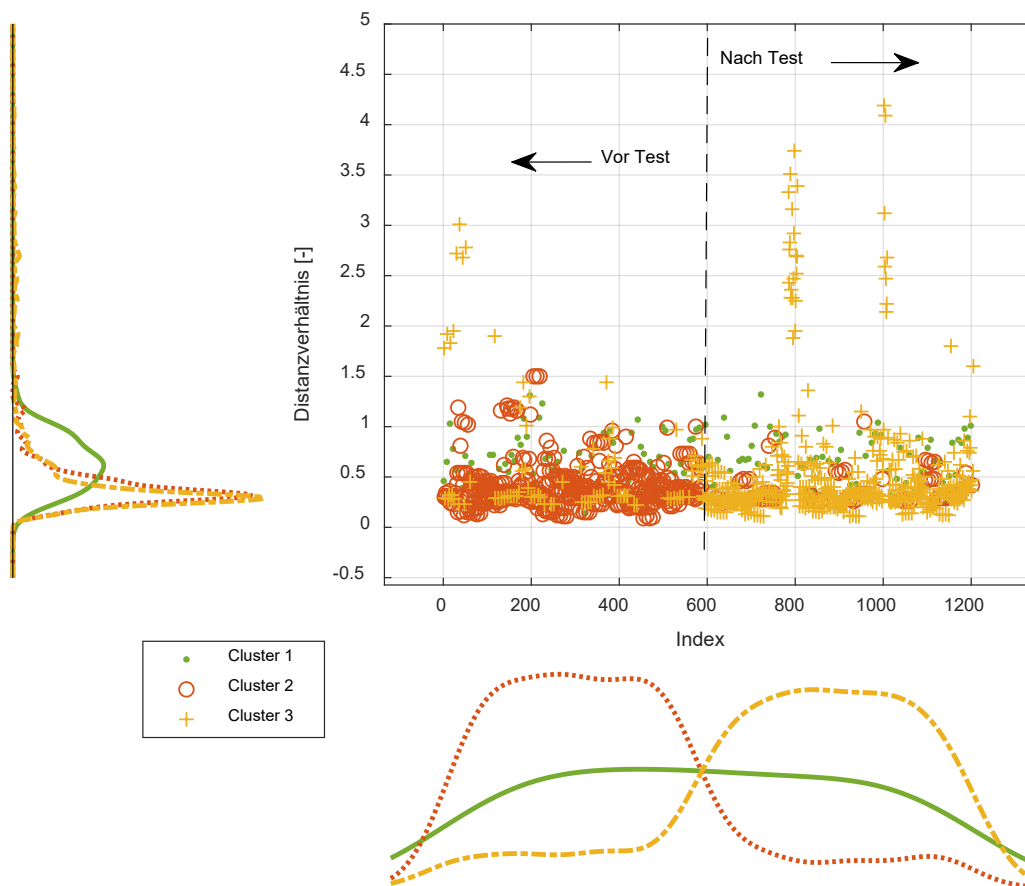 5
4.5
Nach Test
4
3.5
Vor Test
3
2.5
Distanzverhältnis [-]
2
1.5
1
0.5
0
-0.5
0 200 400 600 800 1000 1200
Index
Cluster 1
Cluster 2
Cluster 3